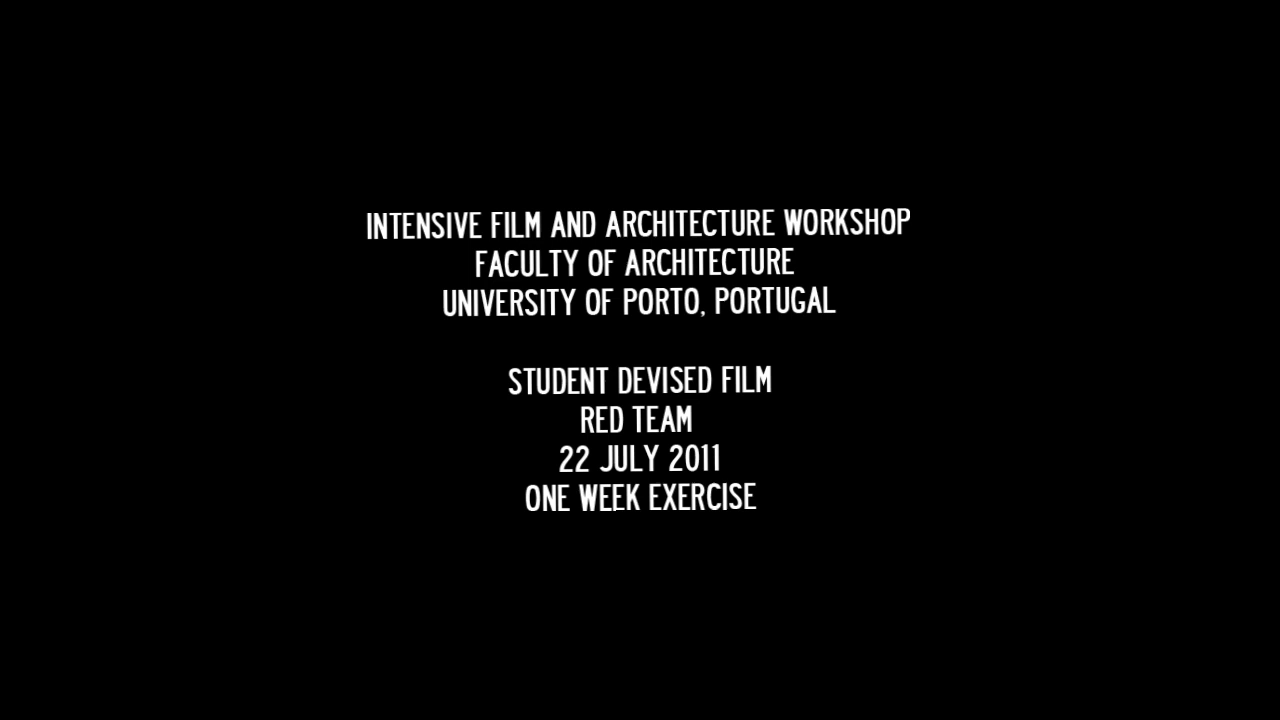 INTENSIVE FILM AND ARCHITECTURE WORKSHOP
FACULTY OF ARCHITECTURE
UNIVERSITY OF PORTO, PORTUGAL
STUDENT DEVISED FILM
RED TEAM
22 JULY 2011
ONE WEEK EXERCISE